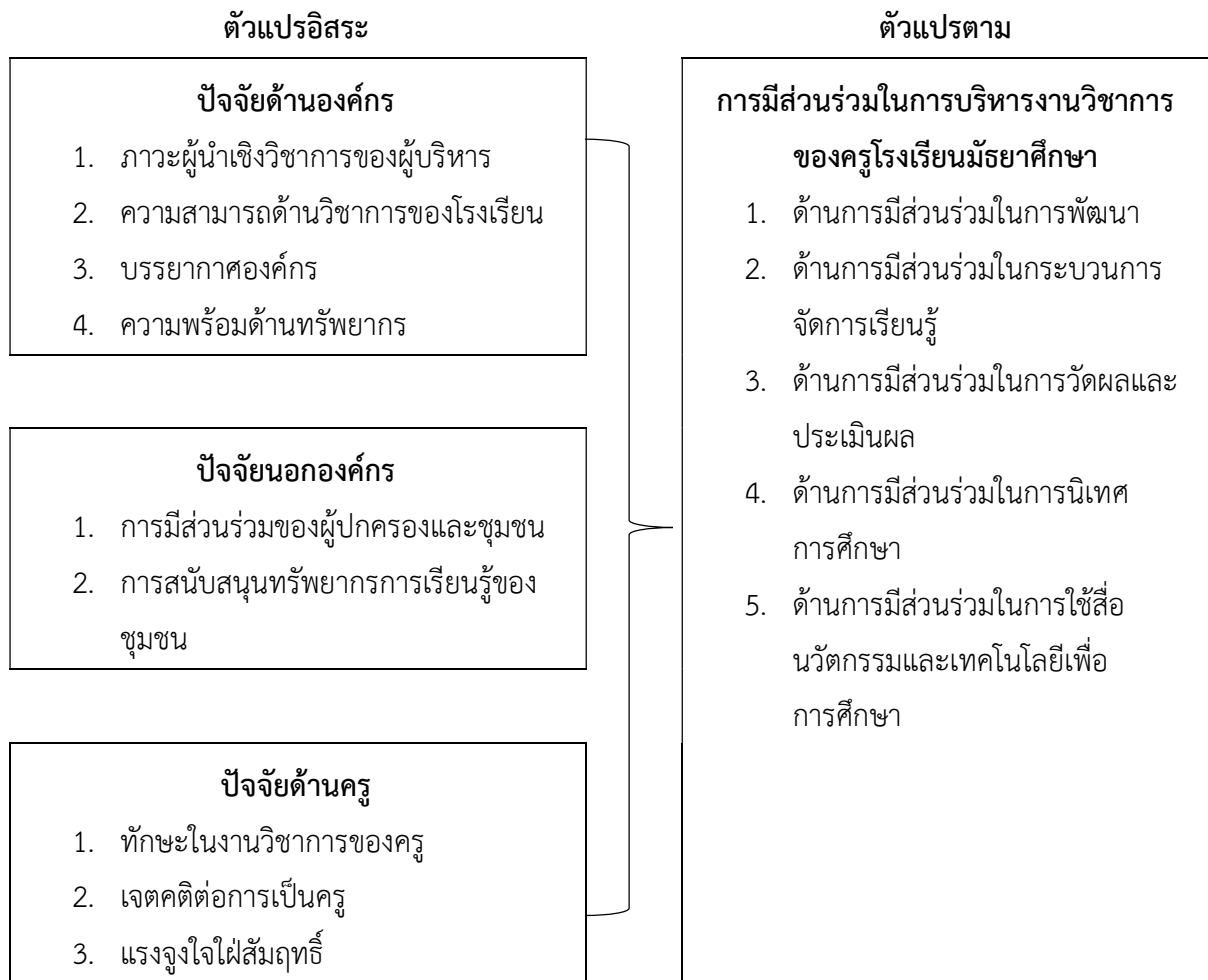 ตัวแปรอิสระ
ปัจจัยด้านองค์กร
1. ภาวะผู้นำเชิงวิชาการของผู้บริหาร
2. ความสามารถด้านวิชาการของโรงเรียน
3. บรรยากาศองค์กร
4. ความพร้อมด้านทรัพยากร
ปัจจัยนอกองค์กร
1. การมีส่วนร่วมของผู้ปกครองและชุมชน
2. การสนับสนุนทรัพยากรการเรียนรู้ของ
ชุมชน
ปัจจัยด้านครู
1. ทักษะในงานวิชาการของครู
2. เจตคติต่อการเป็นครู
3. แรงจูงใจใฝ่สัมฤทธิ์
ตัวแปรตาม
การมีส่วนร่วมในการบริหารงานวิชาการ
ของครูโรงเรียนมัธยาศึกษา
1. ด้านการมีส่วนร่วมในการพัฒนา
2. ด้านการมีส่วนร่วมในกระบวนการ
จัดการเรียนรู้
3. ด้านการมีส่วนร่วมในการวัดผลและ
ประเมินผล
4. ด้านการมีส่วนร่วมในการนิเทศ
การศึกษา
5. ด้านการมีส่วนร่วมในการใช้สื่อ
นวัตกรรมและเทคโนโลยีเพื่อ
การศึกษา